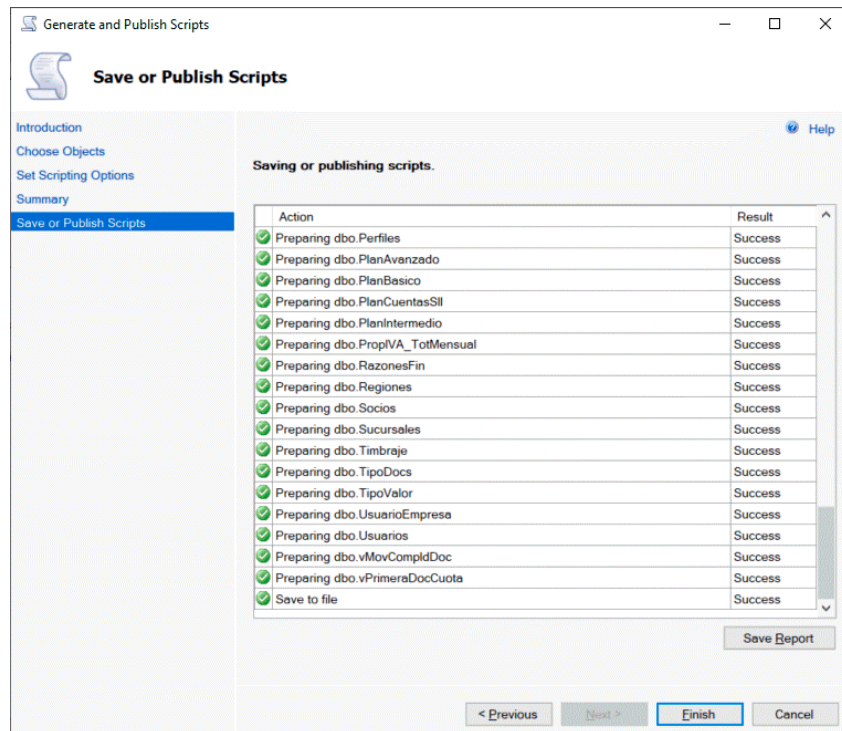 Generate and Publish Scripts
Save or Publish Scripts
Introduction
Choose Objects
Set Scripting Options
Summary
Save or Publish Scripts
Help
Saving or publishing scripts.
Action Result
Preparing dbo.Perfiles Success
Preparing dbo.PlanAvanzado Success
Preparing dbo.PlanBasico Success
Preparing dbo.PlanCuentasSII Success
Preparing dbo.PlanIntermedio Success
Preparing dbo.PropIVA_TotMensual Success
Preparing dbo.RazonesFin Success
Preparing dbo.Regiones Success
Preparing dbo.Socios Success
Preparing dbo.Sucursales Success
Preparing dbo.Timbraje Success
Preparing dbo.TipoDocs Success
Preparing dbo.TipoValor Success
Preparing dbo.UsuarioEmpresa Success
Preparing dbo.Usuarios Success
Preparing dbo.vMovCompIdDoc Success
Preparing dbo.vPrimeraDocCuota Success
Save to file Success
Save Report
< Previous Next > Finish Cancel